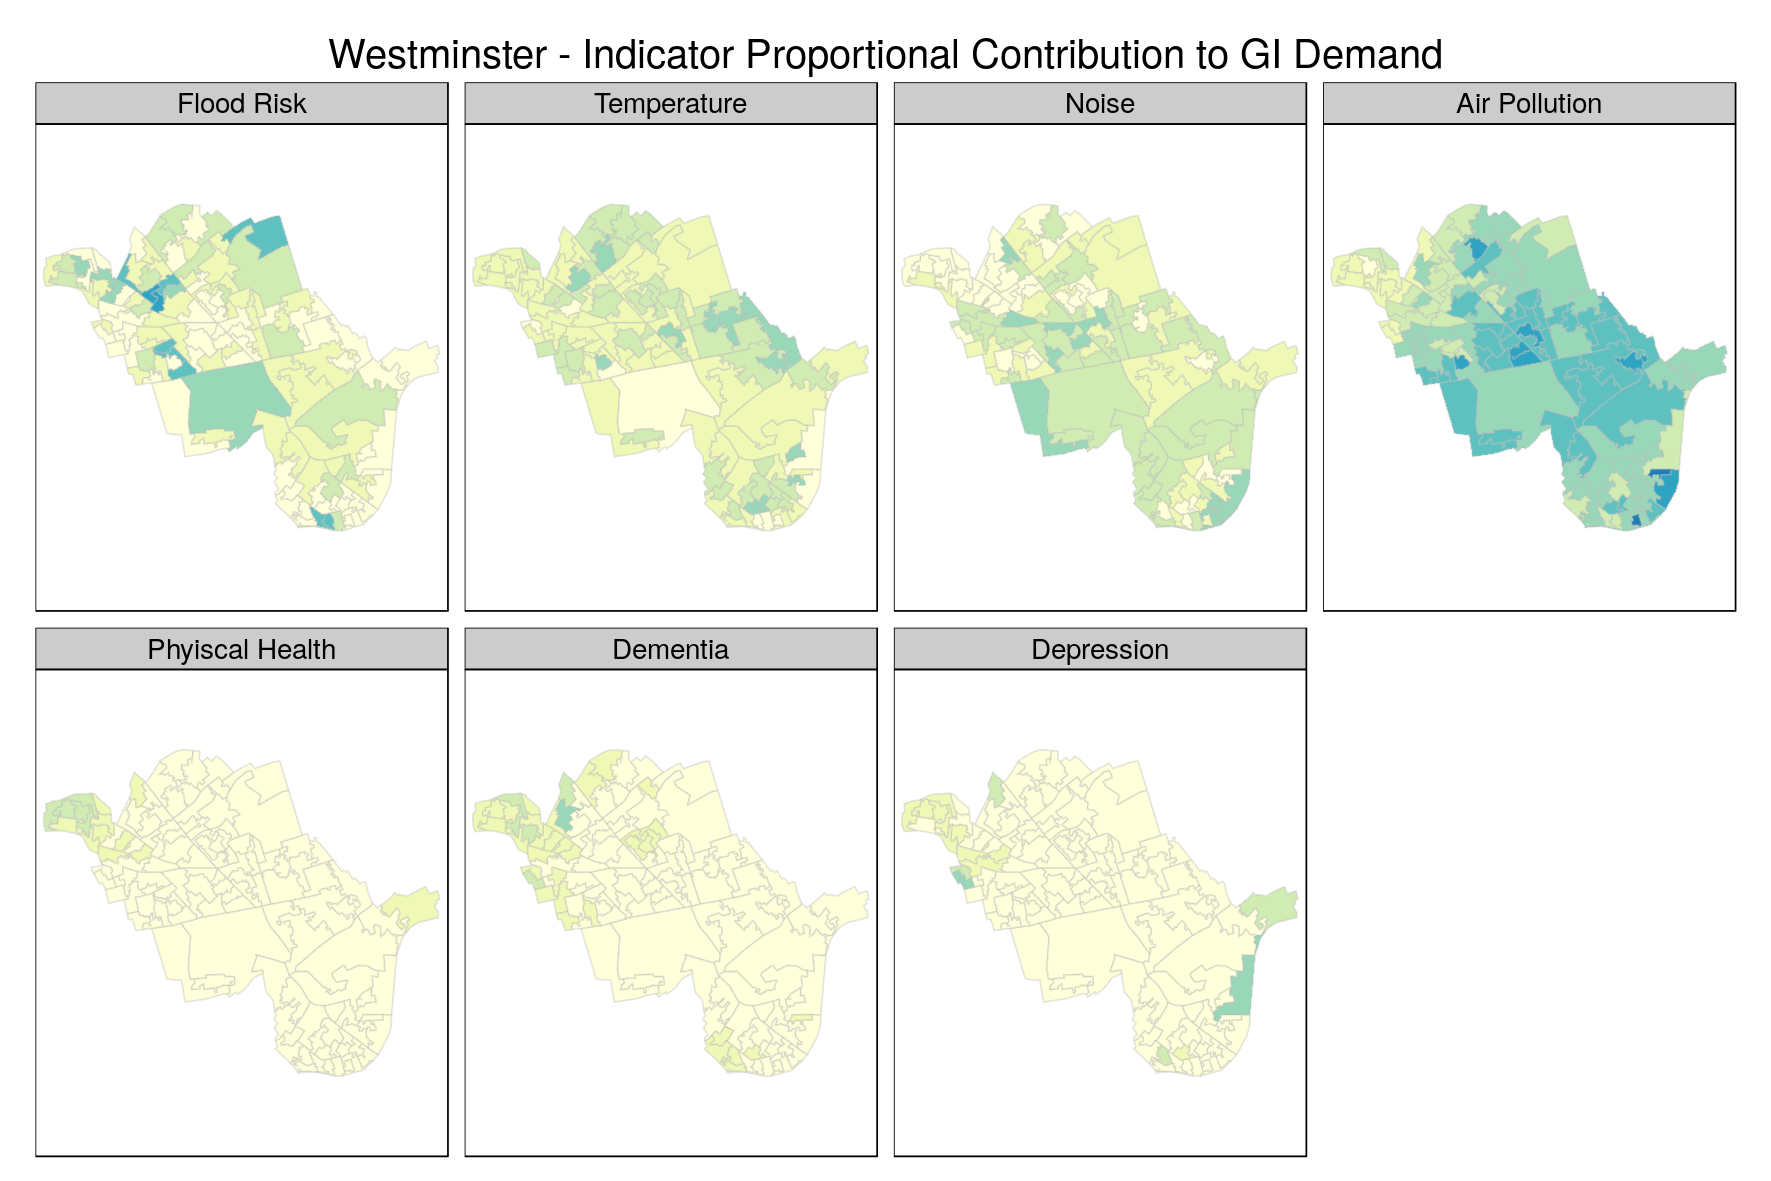 Westminster - Indicator Proportional Contribution to GI Demand
Flood Risk
Temperature
Noise
Air Pollution
Phyiscal Health
Dementia
Depression